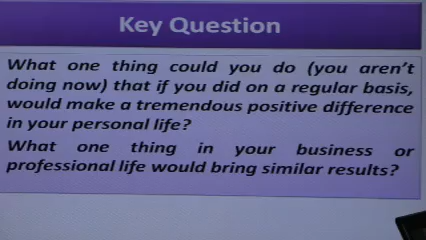 Key Question
What one thing could you do (you aren't
doing now) that if you did on a regular basis,
would make a tremendous positive difference
in your personal life?
What one thing in your business or
professional life would bring similar results?